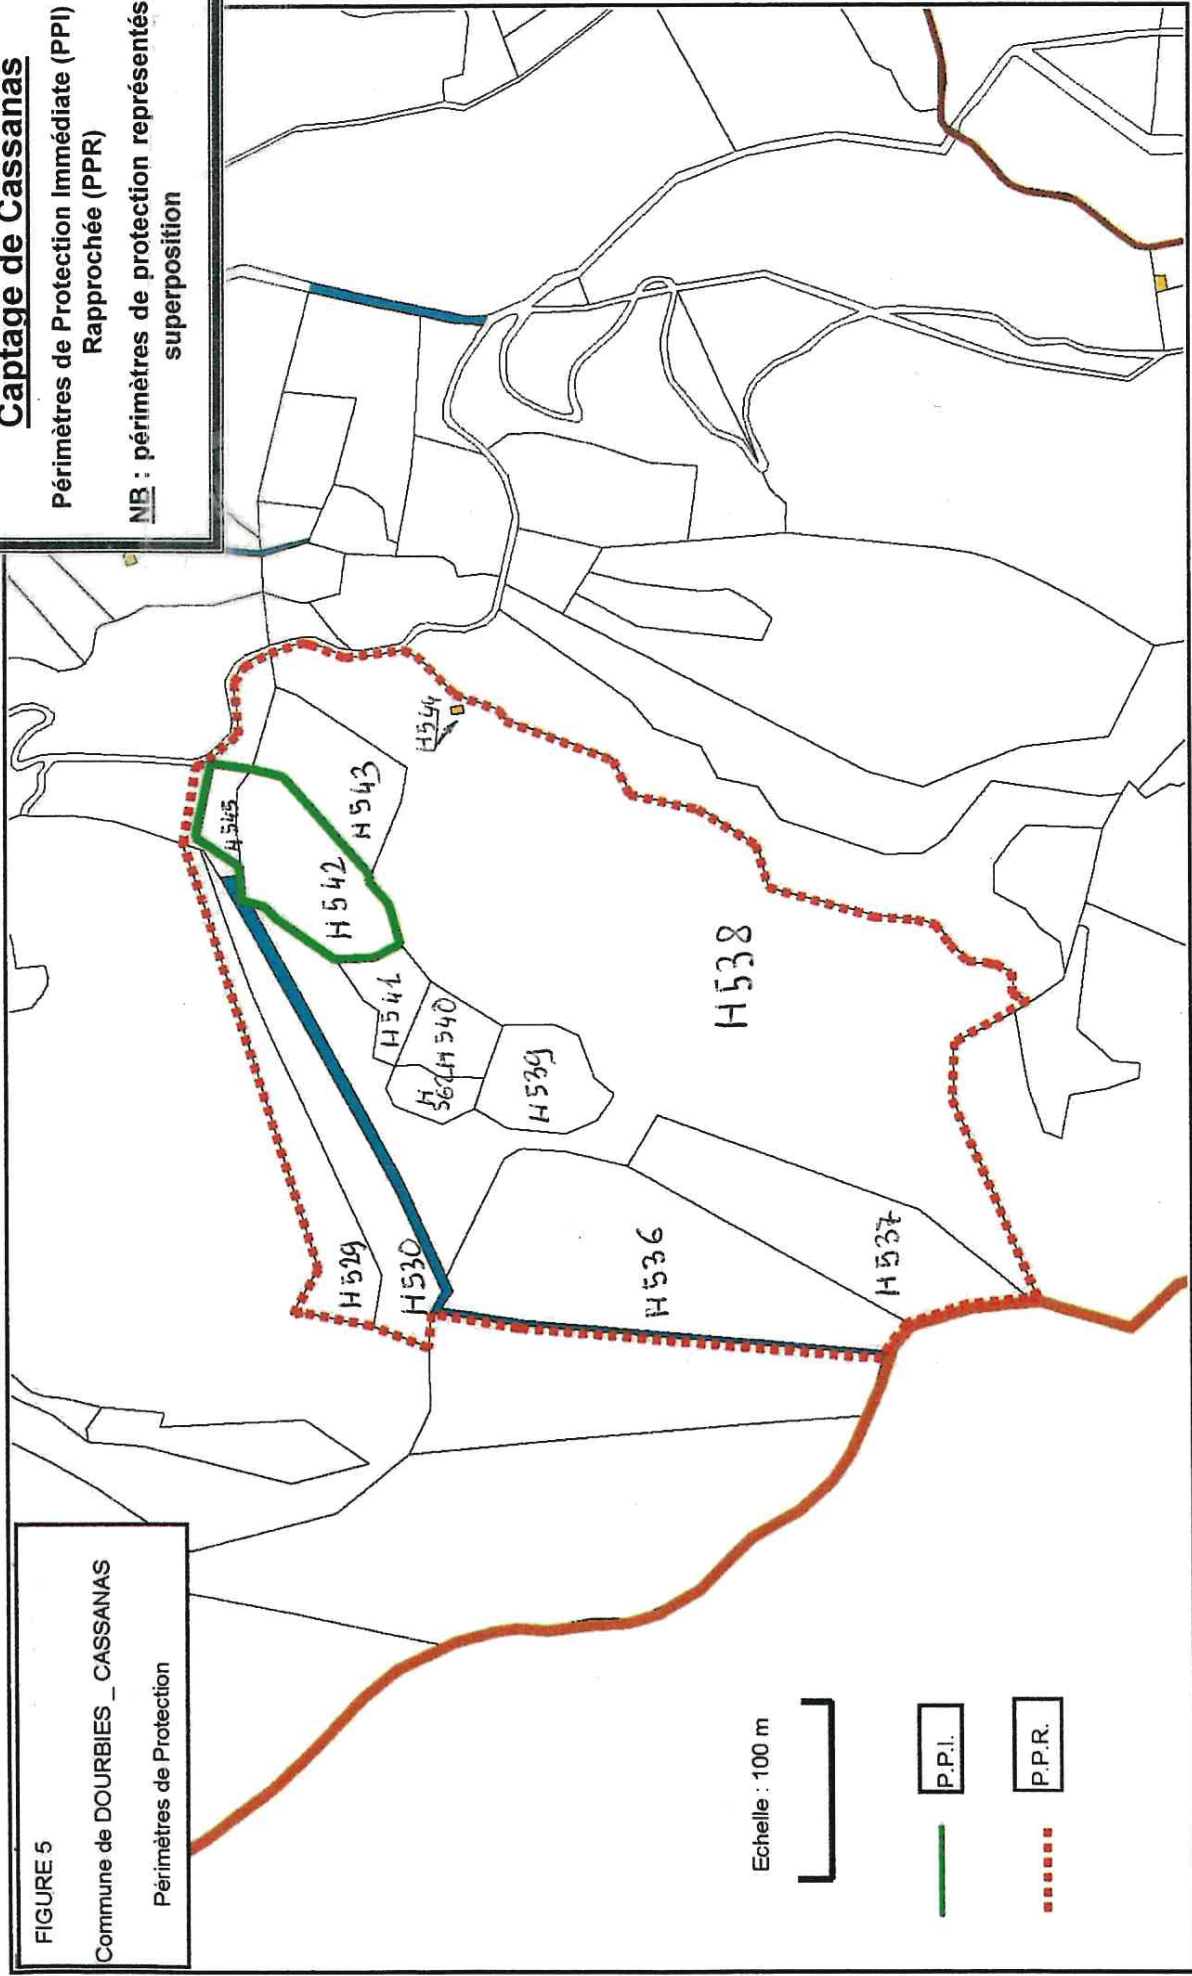 Captage de Cassanas
Périmètres de Protection Immédiate (PPI)
Rapprochée (PPR)
NB : périmètres de protection représentés
superposition
FIGURE 5
Commune de DOURBIES _ CASSANAS
Périmètres de Protection
H545
H542
H543
H544
H541
H540
H
562
H539
H538
H529
H530
H536
H537
Echelle : 100 m
P.P.I.
P.P.R.